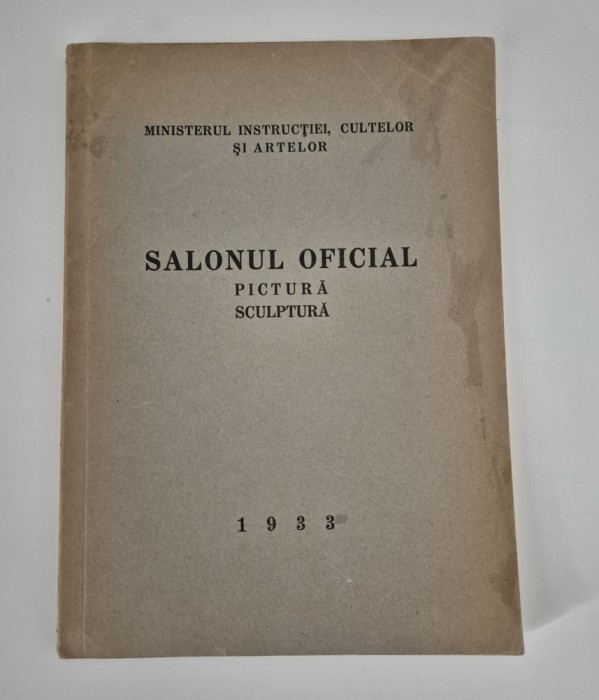 MINISTERUL INSTRUCȚIEI, CULTELOR
ȘI ARTELOR
SALONUL OFICIAL
PICTURĂ
SCULPTURĂ
1933